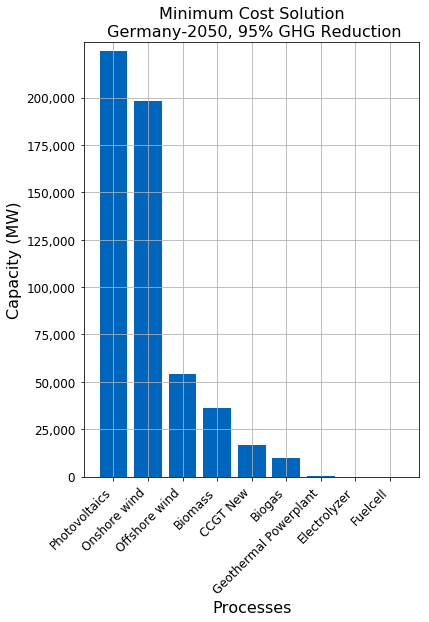 Minimum Cost Solution
Germany-2050, 95% GHG Reduction
Capacity (MW)
200,000
175,000
150,000
125,000
100,000
75,000
50,000
25,000
0
Photovoltaics
Onshore wind
Offshore wind
Biomass
CCGT New
Biogas
Geothermal Powerplant
Electrolyzer
Fuelcell
Processes